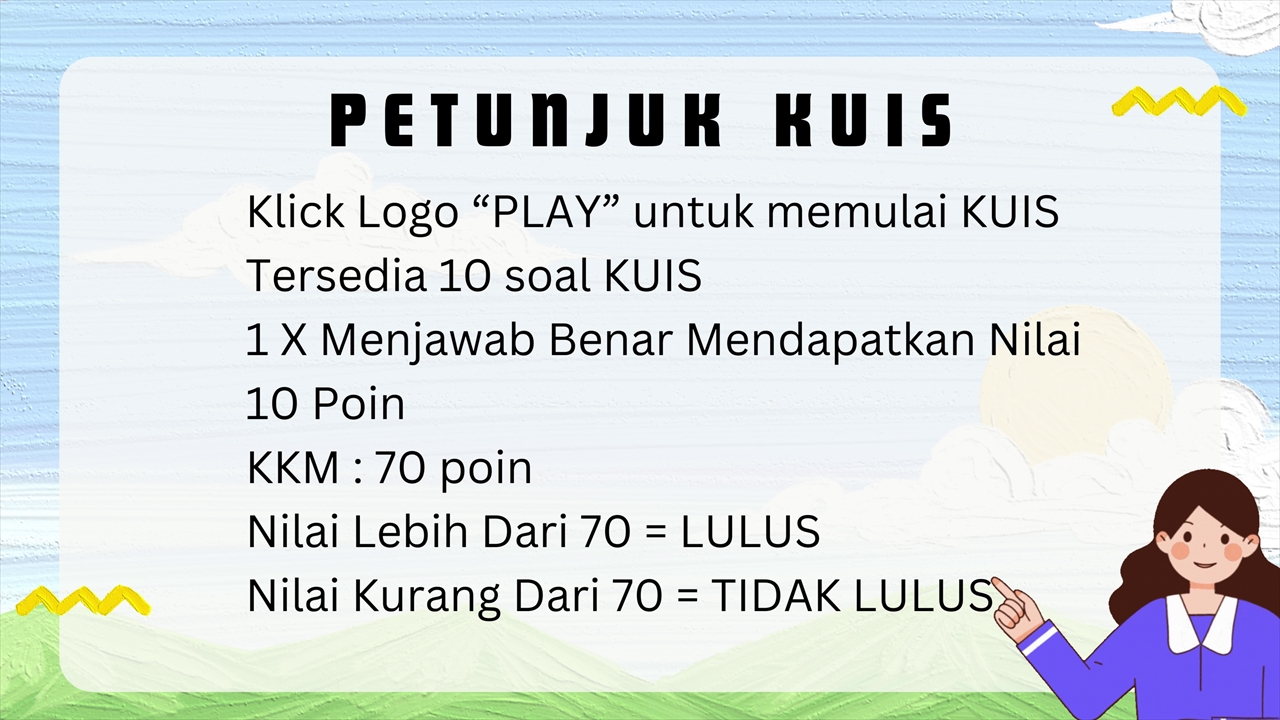 PETUNJUK KUIS
Klick Logo “PLAY” untuk memulai KUIS
Tersedia 10 soal KUIS
1 X Menjawab Benar Mendapatkan Nilai
10 Poin
KKM : 70 poin
Nilai Lebih Dari 70 = LULUS
Nilai Kurang Dari 70 = TIDAK LULUS